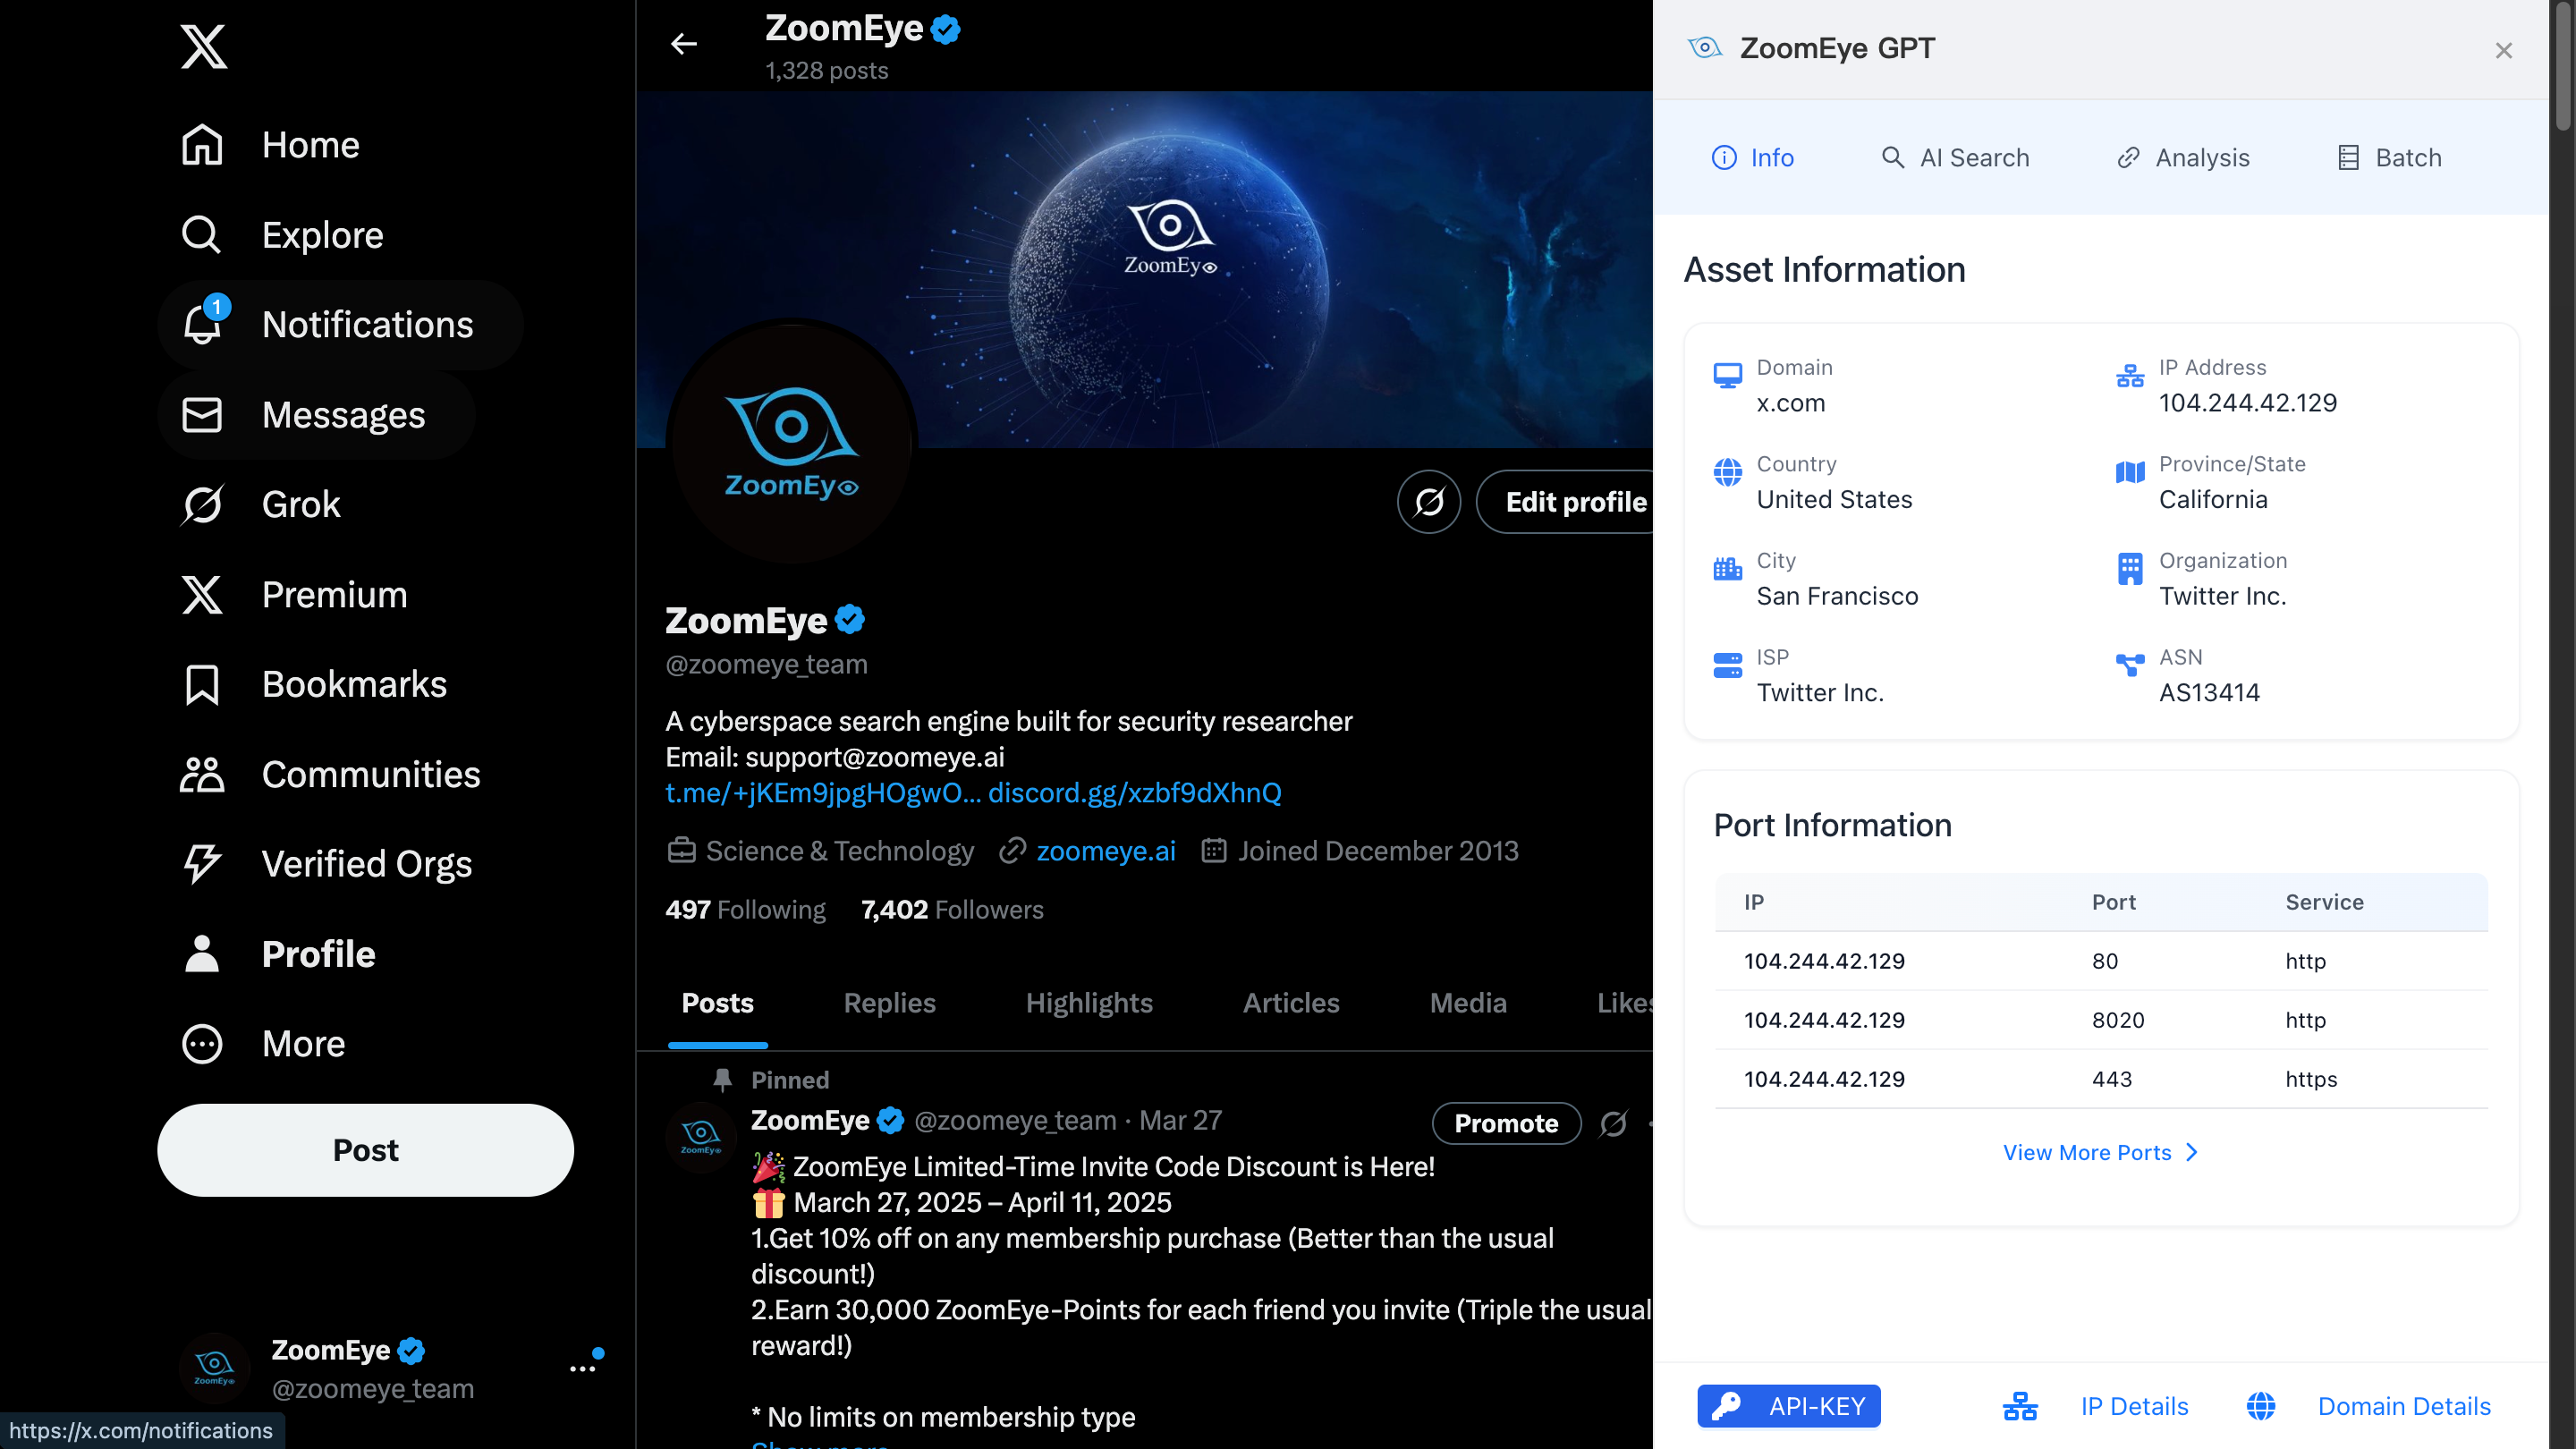 Home
Explore
1
Notifications
Messages
Grok
Premium
Bookmarks
Communities
Verified Orgs
Profile
More
Post
ZoomEye
@zoomeye_team
https://x.com/notifications
ZoomEye
1,328 posts
ZoomEy
ZoomEy
Edit profile
ZoomEye
@zoomeye_team
A cyberspace search engine built for security researcher
Email: support@zoomeye.ai
t.me/+jKEm9jpgHOgwO... discord.gg/xzbf9dXhnQ
Science & Technology zoomeye.ai Joined December 2013
497 Following 7,402 Followers
Posts Replies Highlights Articles Media Likes
Pinned
ZoomEye @zoomeye_team · Mar 27 Promote
ZoomEye Limited-Time Invite Code Discount is Here!
March 27, 2025 – April 11, 2025
1.Get 10% off on any membership purchase (Better than the usual
discount!)
2.Earn 30,000 ZoomEye-Points for each friend you invite (Triple the usual
reward!)
* No limits on membership type
Show more
ZoomEye GPT
Info AI Search Analysis Batch
Asset Information
Domain
x.com
IP Address
104.244.42.129
Country
United States
Province/State
California
City
San Francisco
Organization
Twitter Inc.
ISP
Twitter Inc.
ASN
AS13414
Port Information
IP Port Service
104.244.42.129 80 http
104.244.42.129 8020 http
104.244.42.129 443 https
View More Ports
API-KEY IP Details Domain Details